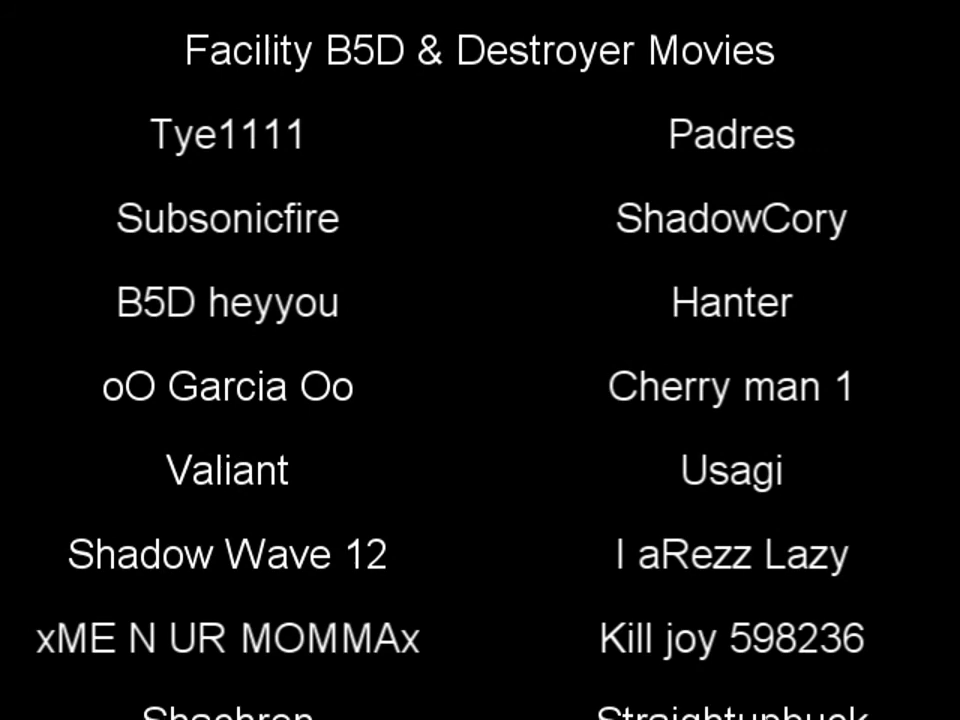 Facility B5D & Destroyer Movies
Tye1111 Padres
Subsonicfire ShadowCory
B5D heyyou Hanter
oO Garcia Oo Cherry man 1
Valiant Usagi
Shadow Wave 12 I aRezz Lazy
xME N UR MOMMAx Kill joy 598236